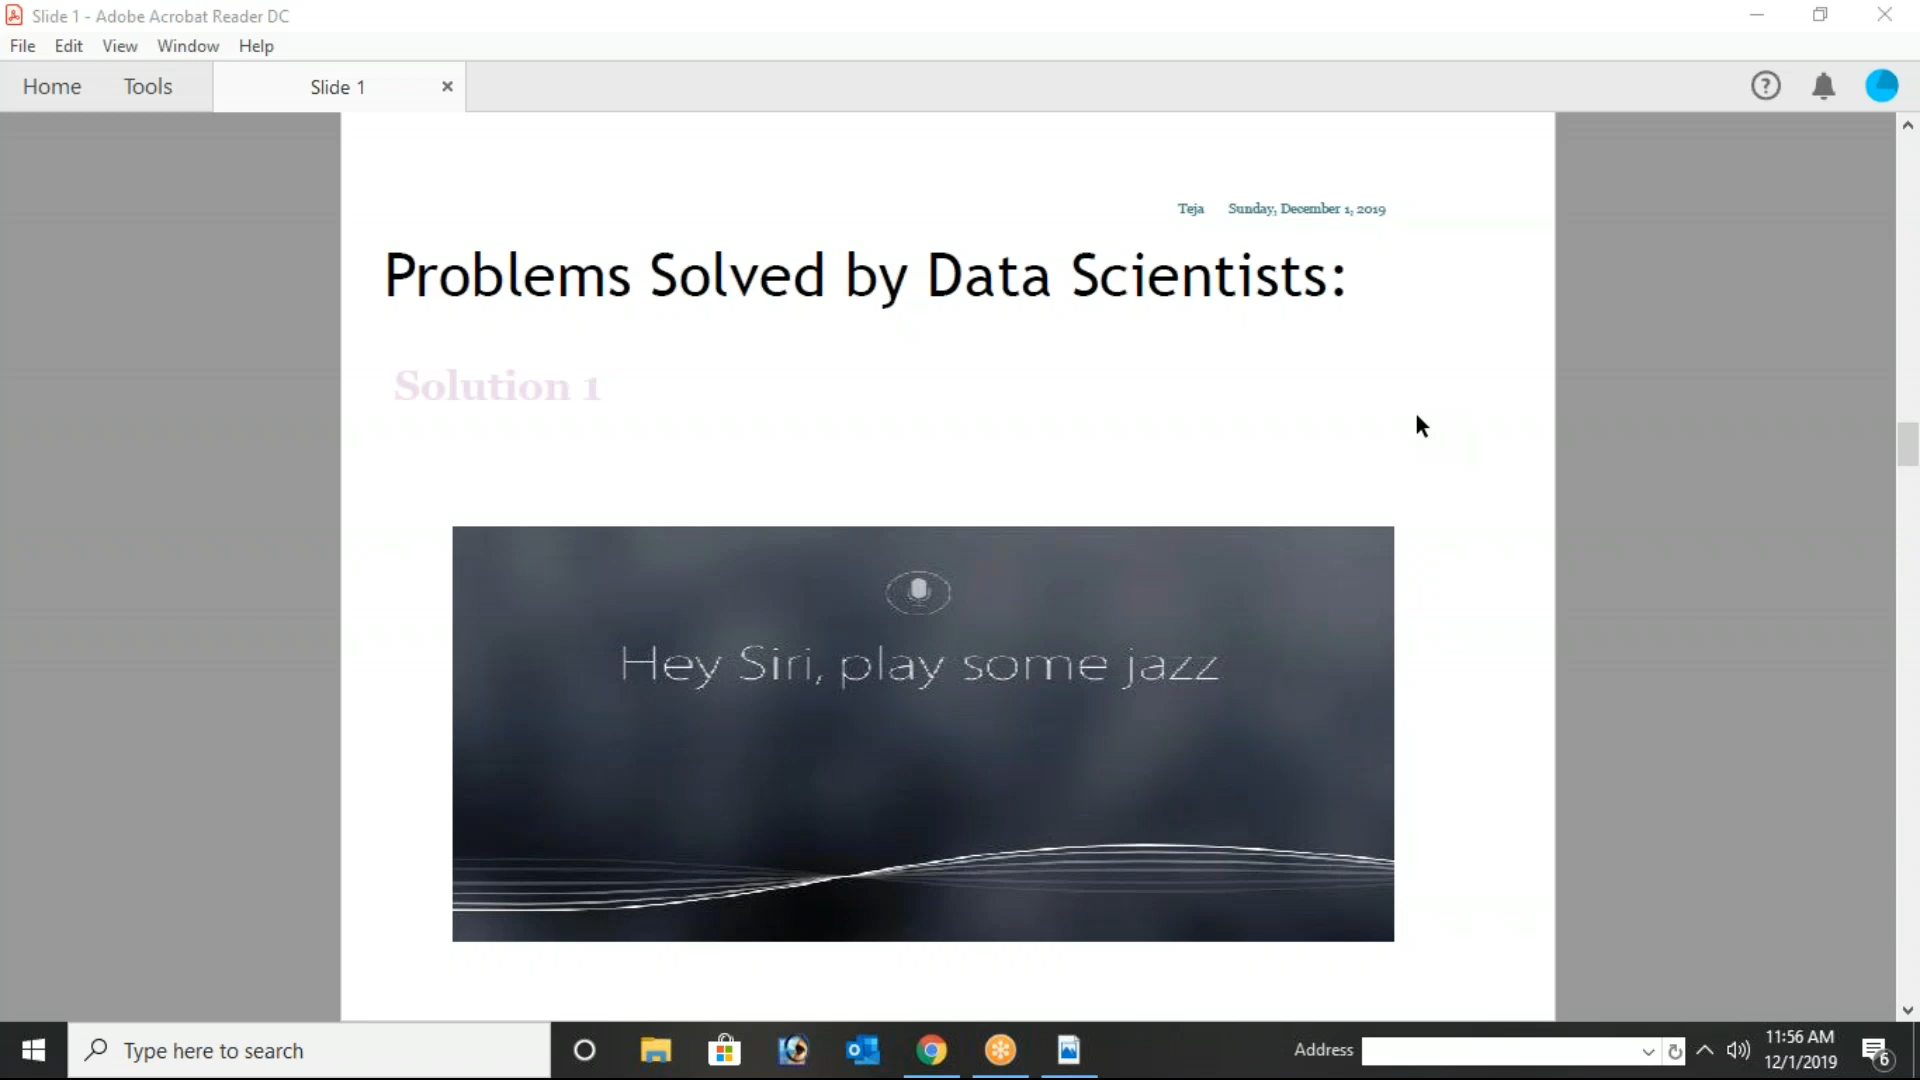 Slide 1 - Adobe Acrobat Reader DC
File Edit View Window Help
Home Tools Slide 1
Teja Sunday, December 1, 2019
Problems Solved by Data Scientists:
Solution 1
Hey Siri, play some jazz
Type here to search
Address
11:56 AM
12/1/2019
6